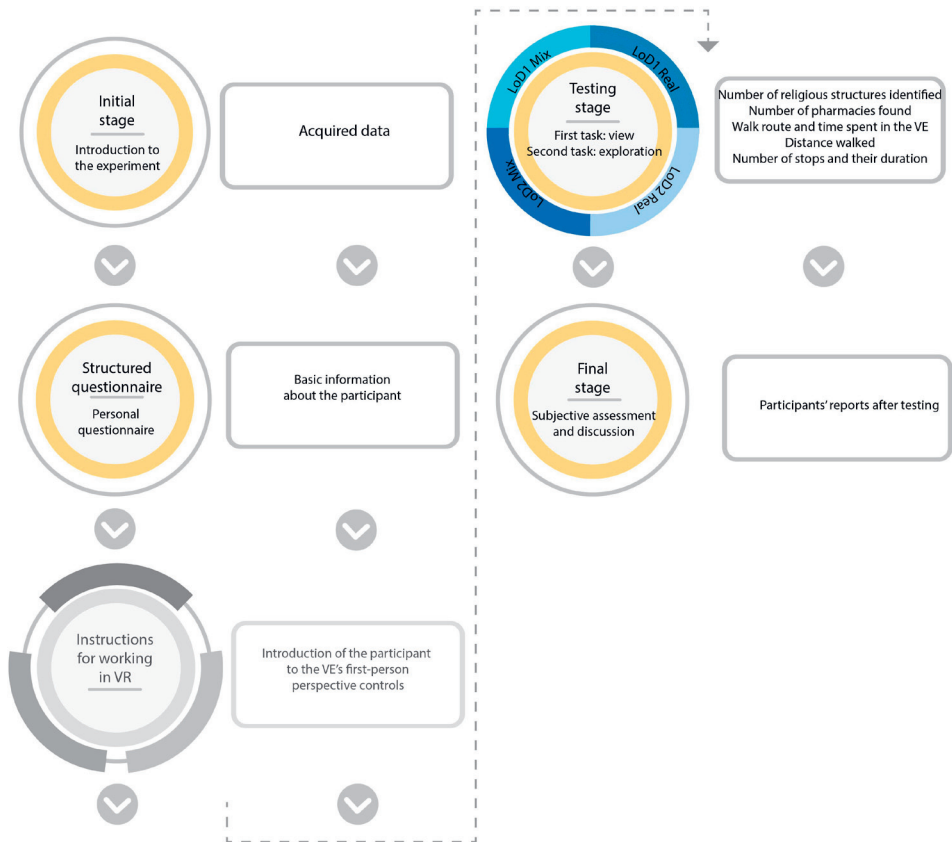 Initial
stage
Introduction to
the experiment
Acquired data
Structured
questionnaire
Personal
questionnaire
Basic information
about the participant
Instructions
for working
in VR
Introduction of the participant
to the VE's first-person
perspective controls
LoD1 Mix
LoD1 Real
LoD2 Mix
LoD2 Real
Testing
stage
First task: view
Second task: exploration
Number of religious structures identified
Number of pharmacies found
Walk route and time spent in the VE
Distance walked
Number of stops and their duration
Final
stage
Subjective assessment
and discussion
Participants' reports after testing